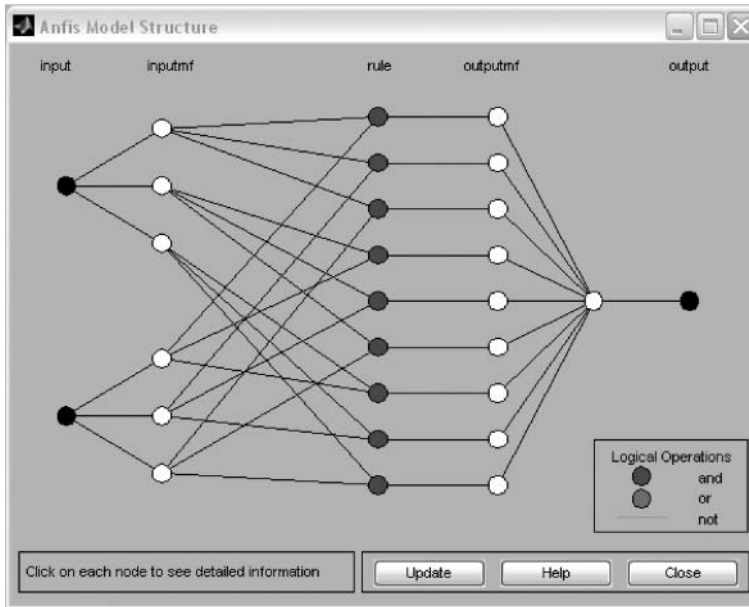 Anfis Model Structure
input inputmf rule outputmf output
Logical Operations
and
or
not
Click on each node to see detailed information
Update Help Close